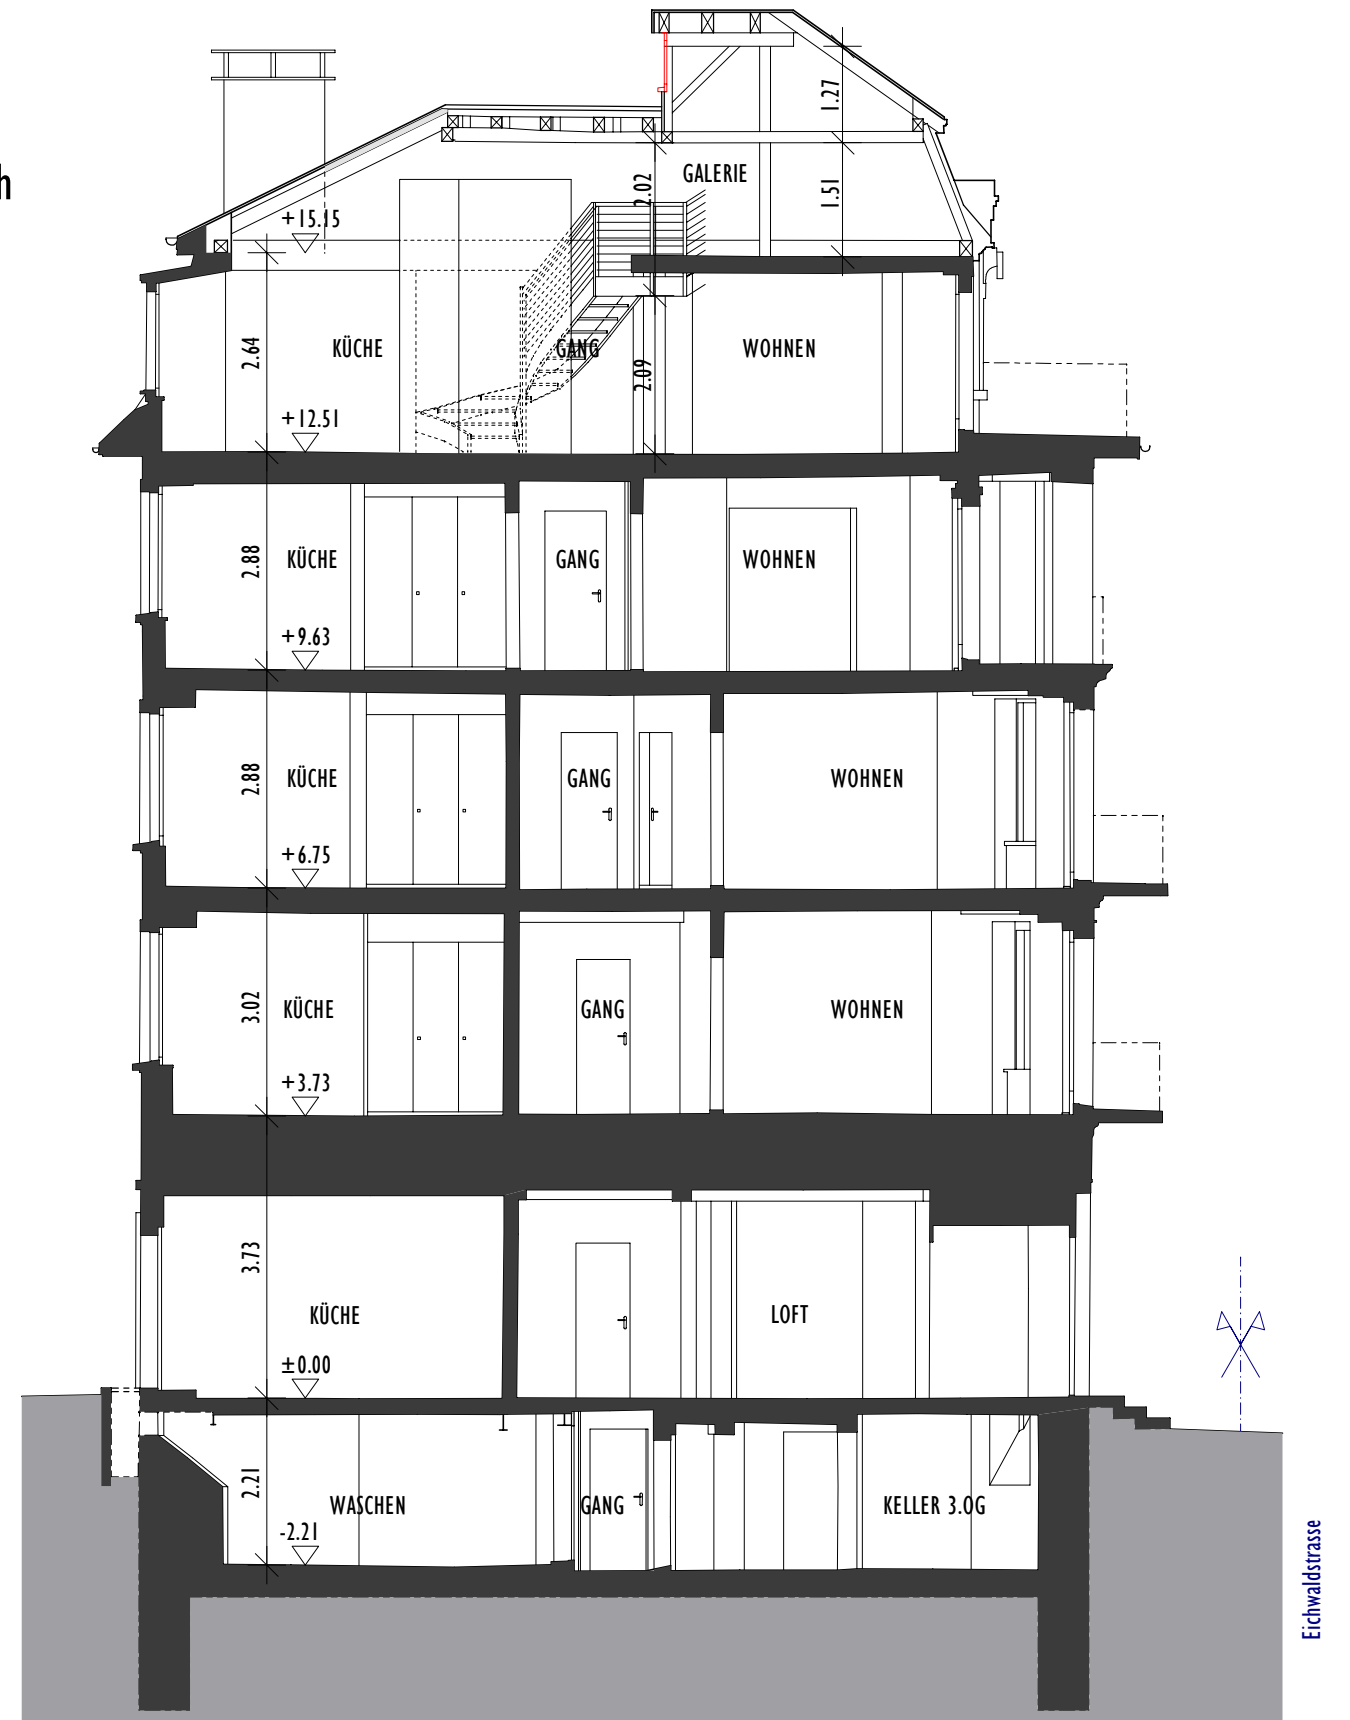 h
1.27
GALERIE
2.02
1.51
+15.15
2.64
KÜCHE
GANG
WOHNEN
2.09
+12.51
2.88
KÜCHE
GANG
WOHNEN
+9.63
2.88
KÜCHE
GANG
WOHNEN
+6.75
3.02
KÜCHE
GANG
WOHNEN
+3.73
3.73
KÜCHE
LOFT
±0.00
2.21
WASCHEN
GANG
KELLER 3.OG
-2.21
Eichwaldstrasse